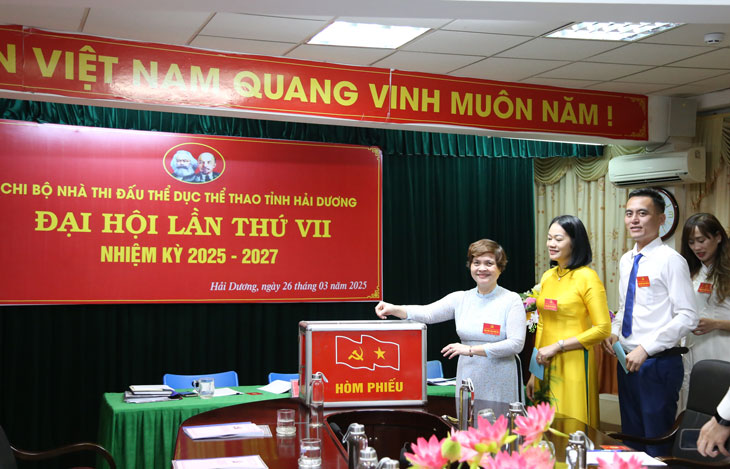 VIỆT NAM QUANG VINH MUÔN NĂM !
CHI BỘ NHÀ THI ĐẤU THỂ DỤC THỂ THAO TỈNH HẢI DƯƠNG
ĐẠI HỘI LẦN THỨ VII
NHIỆM KỲ 2025 - 2027
Hải Dương, ngày 26 tháng 03 năm 2025
HÒM PHIẾU